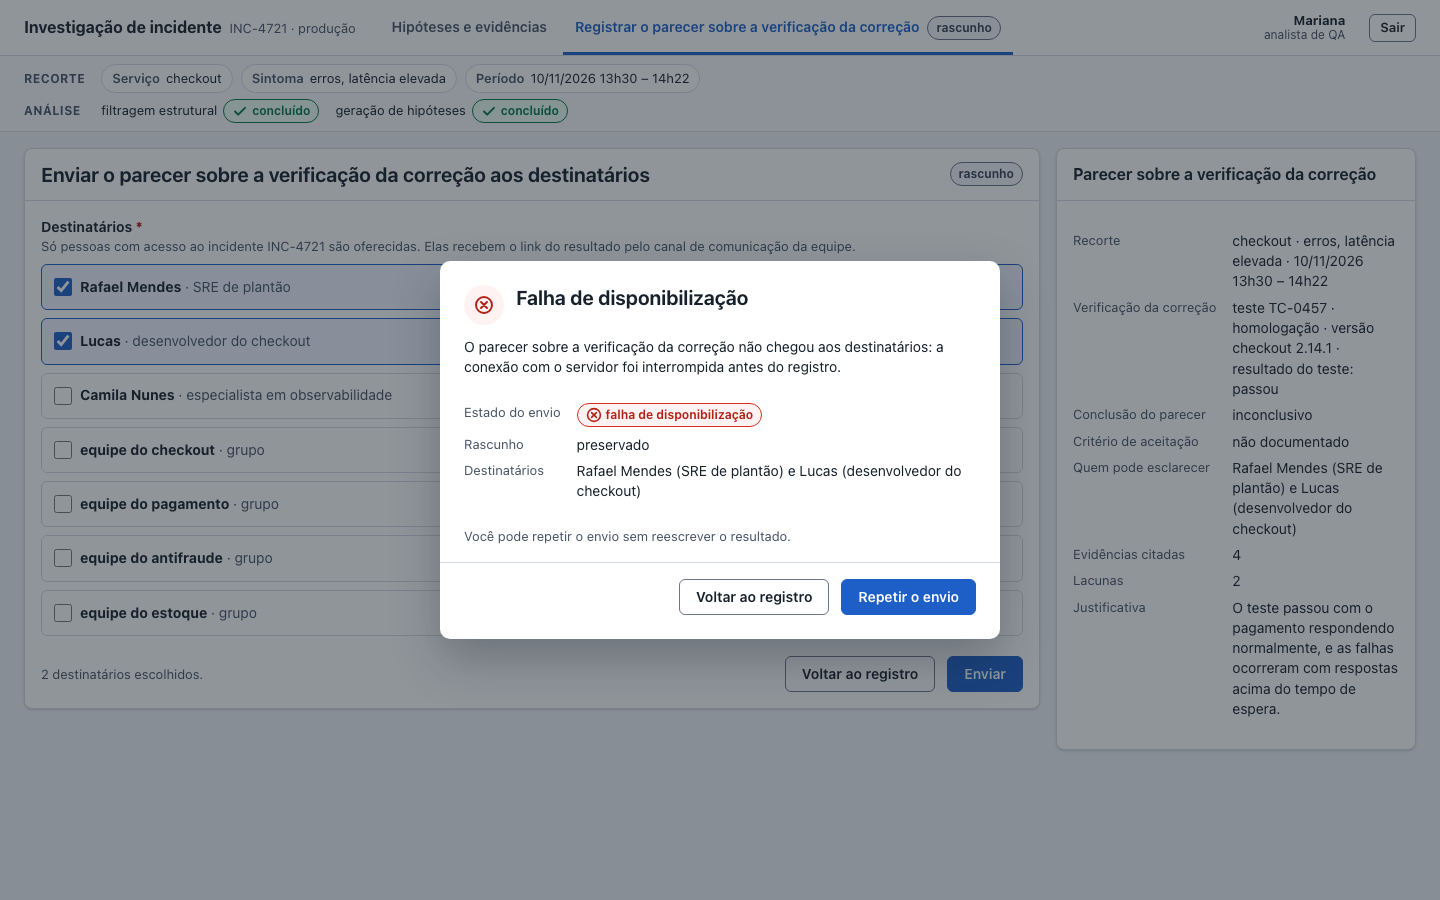 Investigação de incidente INC-4721 · produção
Hipóteses e evidências
Registrar o parecer sobre a verificação da correção rascunho
Mariana
analista de QA
Sair
RECORTE Serviço checkout Sintoma erros, latência elevada Período 10/11/2026 13h30 – 14h22
ANÁLISE filtragem estrutural concluído geração de hipóteses concluído
Enviar o parecer sobre a verificação da correção aos destinatários rascunho
Destinatários *
Só pessoas com acesso ao incidente INC-4721 são oferecidas. Elas recebem o link do resultado pelo canal de comunicação da equipe.
Rafael Mendes · SRE de plantão
Lucas · desenvolvedor do checkout
Camila Nunes · especialista em observabilidade
equipe do checkout · grupo
equipe do pagamento · grupo
equipe do antifraude · grupo
equipe do estoque · grupo
2 destinatários escolhidos.
Voltar ao registro
Enviar
Falha de disponibilização
O parecer sobre a verificação da correção não chegou aos destinatários: a
conexão com o servidor foi interrompida antes do registro.
Estado do envio falha de disponibilização
Rascunho preservado
Destinatários Rafael Mendes (SRE de plantão) e Lucas (desenvolvedor do
checkout)
Você pode repetir o envio sem reescrever o resultado.
Voltar ao registro
Repetir o envio
Parecer sobre a verificação da correção
Recorte checkout · erros, latência
elevada · 10/11/2026
13h30 – 14h22
Verificação da correção teste TC-0457 ·
homologação · versão
checkout 2.14.1 ·
resultado do teste:
passou
Conclusão do parecer inconclusivo
Critério de aceitação não documentado
Quem pode esclarecer Rafael Mendes (SRE de
plantão) e Lucas
(desenvolvedor do
checkout)
Evidências citadas 4
Lacunas 2
Justificativa O teste passou com o
pagamento respondendo
normalmente, e as falhas
ocorreram com respostas
acima do tempo de
espera.